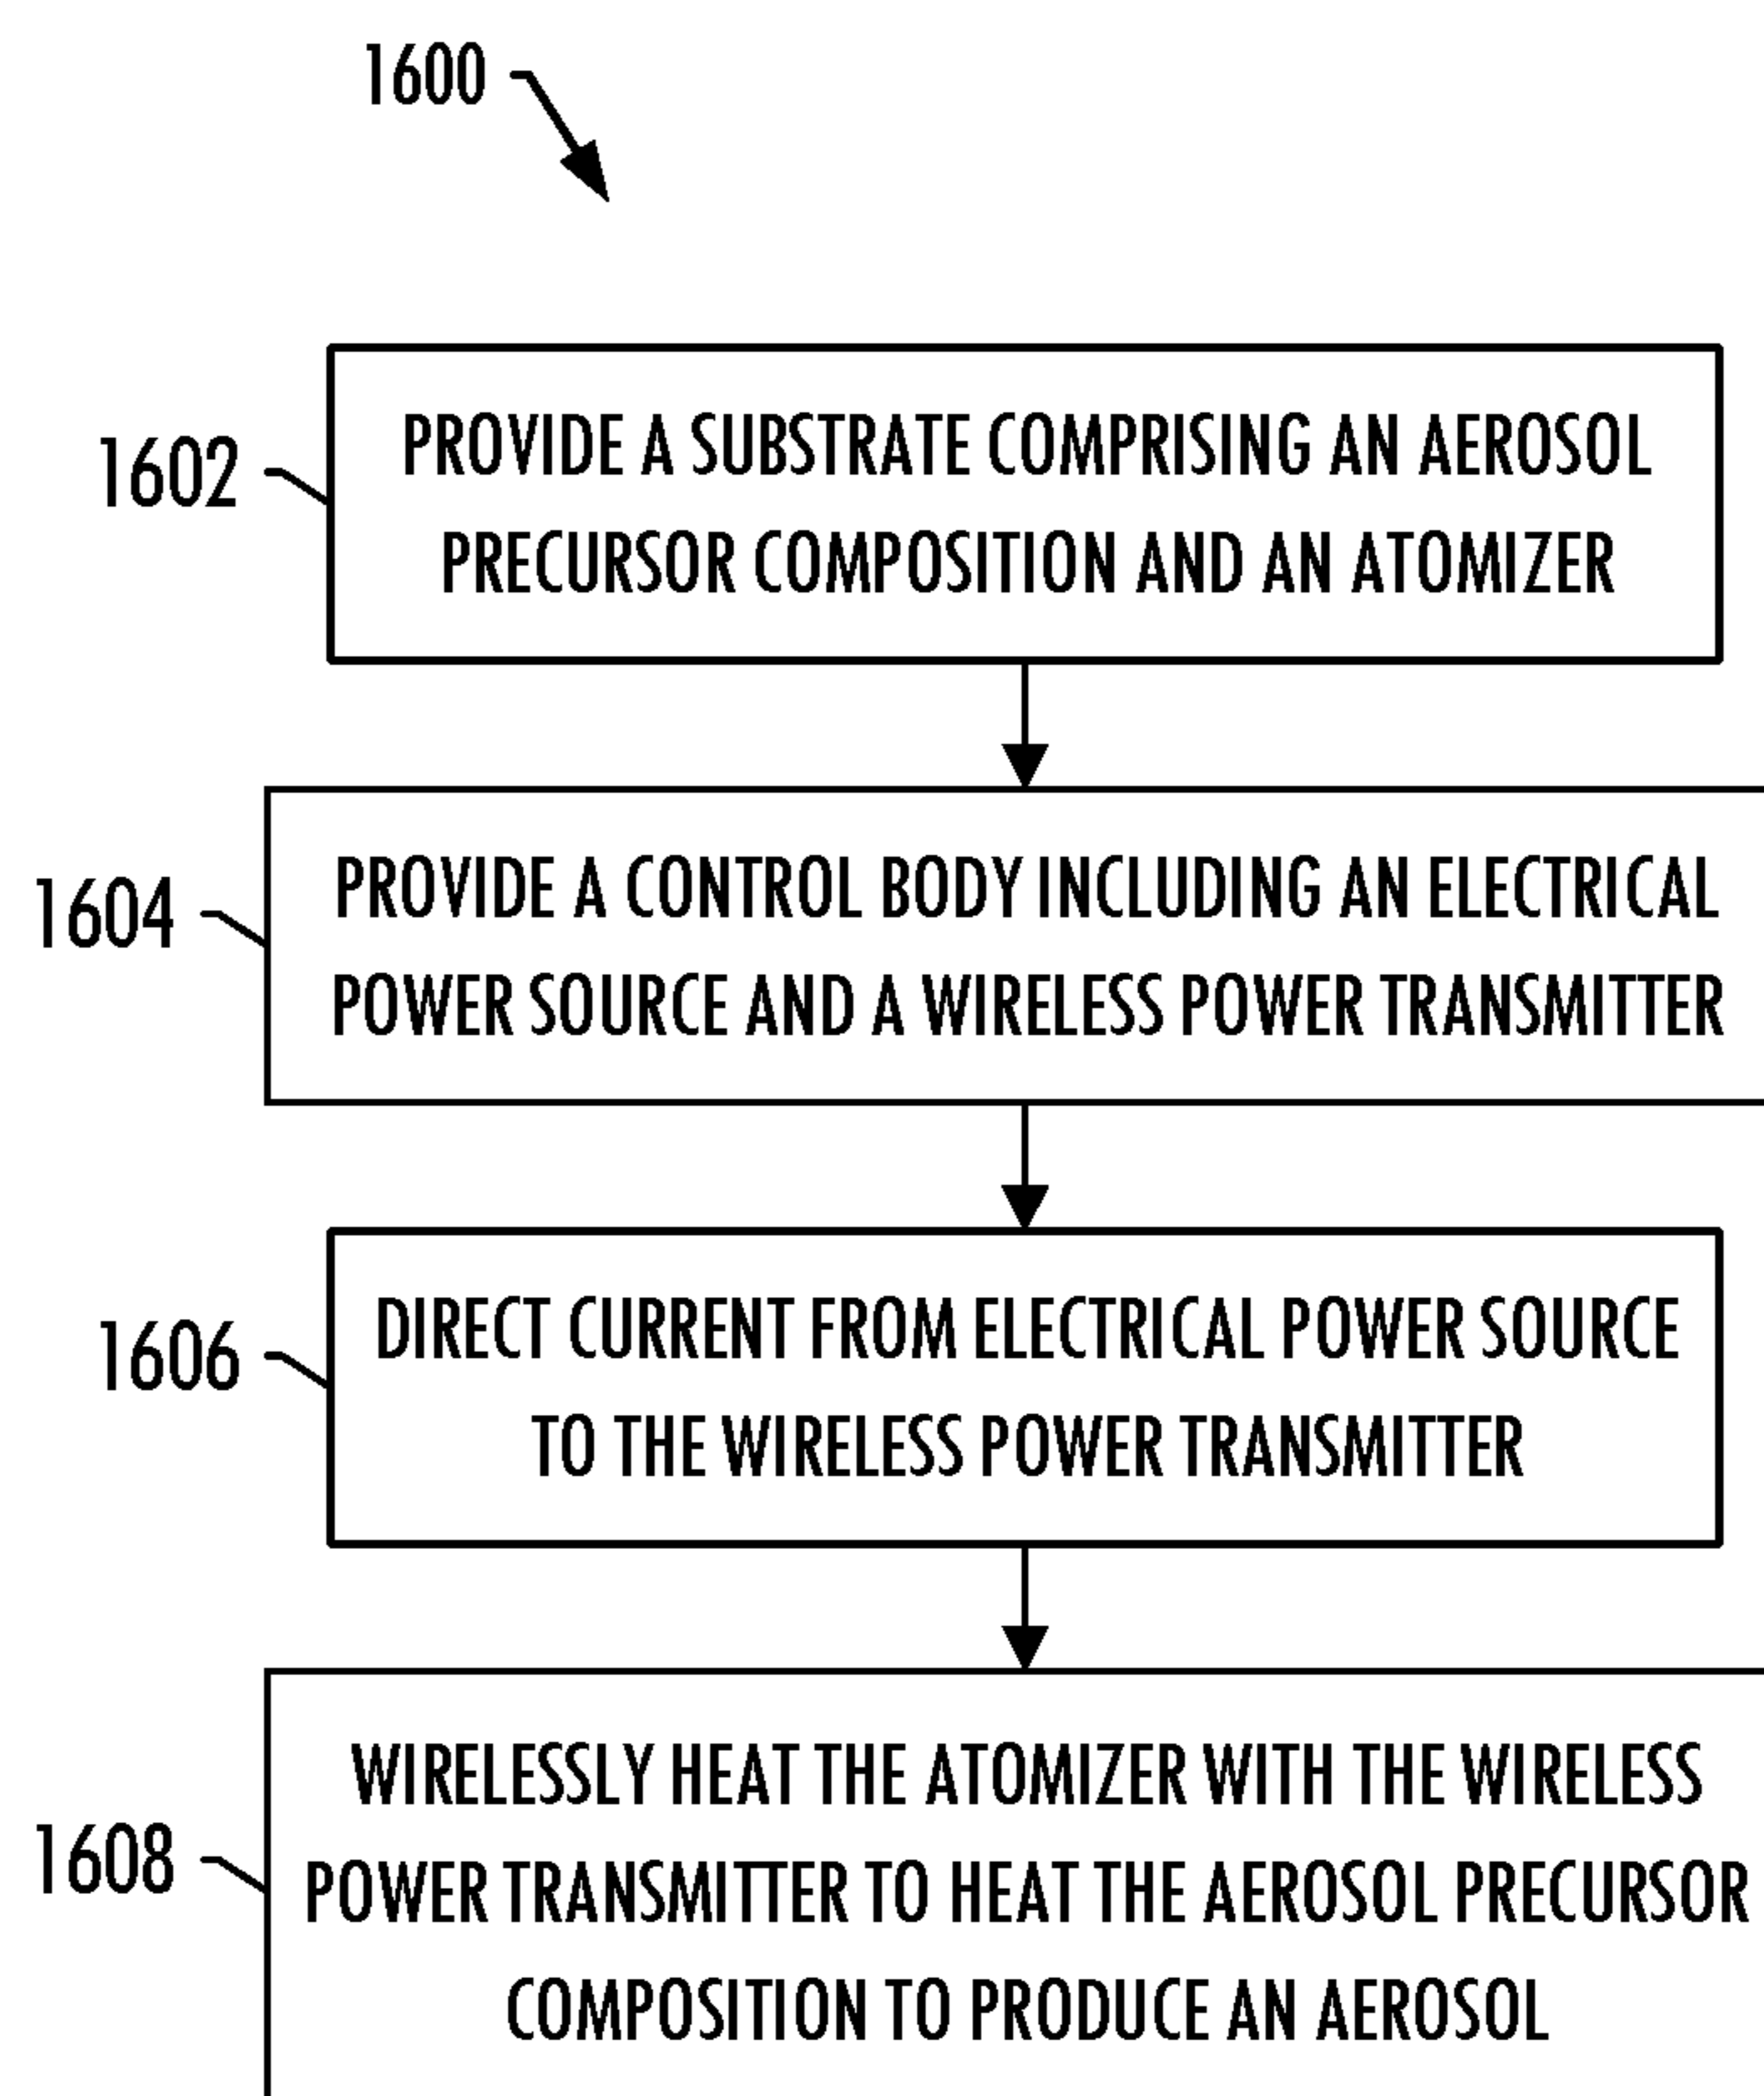 1600
1602
PROVIDE A SUBSTRATE COMPRISING AN AEROSOL
PRECURSOR COMPOSITION AND AN ATOMIZER
1604
PROVIDE A CONTROL BODY INCLUDING AN ELECTRICAL
POWER SOURCE AND A WIRELESS POWER TRANSMITTER
1606
DIRECT CURRENT FROM ELECTRICAL POWER SOURCE
TO THE WIRELESS POWER TRANSMITTER
1608
WIRELESSLY HEAT THE ATOMIZER WITH THE WIRELESS
POWER TRANSMITTER TO HEAT THE AEROSOL PRECURSOR
COMPOSITION TO PRODUCE AN AEROSOL